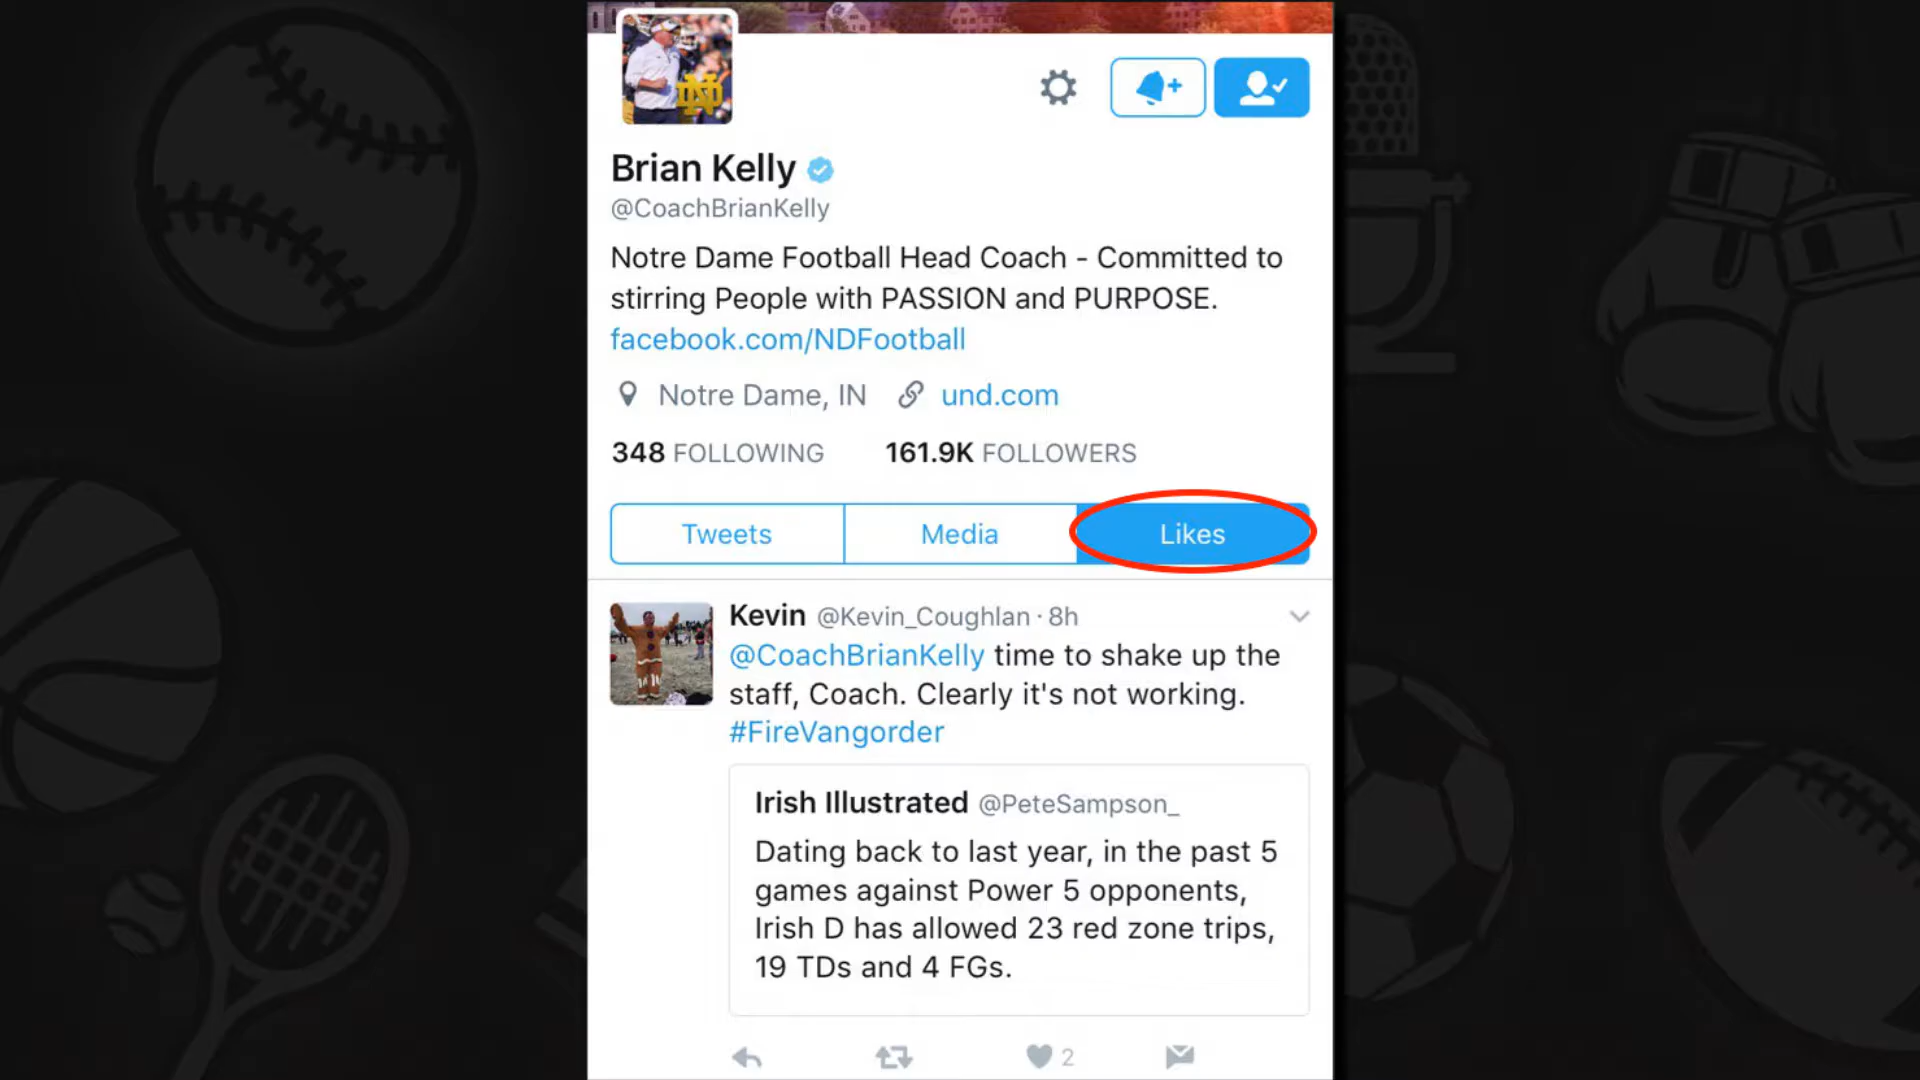 Brian Kelly
@CoachBrianKelly
Notre Dame Football Head Coach - Committed to
stirring People with PASSION and PURPOSE.
facebook.com/NDFootball
Notre Dame, IN und.com
348 FOLLOWING 161.9K FOLLOWERS
Tweets Media Likes
Kevin @Kevin_Coughlan · 8h
@CoachBrianKelly time to shake up the
staff, Coach. Clearly it's not working.
#FireVangorder
Irish Illustrated @PeteSampson_
Dating back to last year, in the past 5
games against Power 5 opponents,
Irish D has allowed 23 red zone trips,
19 TDs and 4 FGs.
2